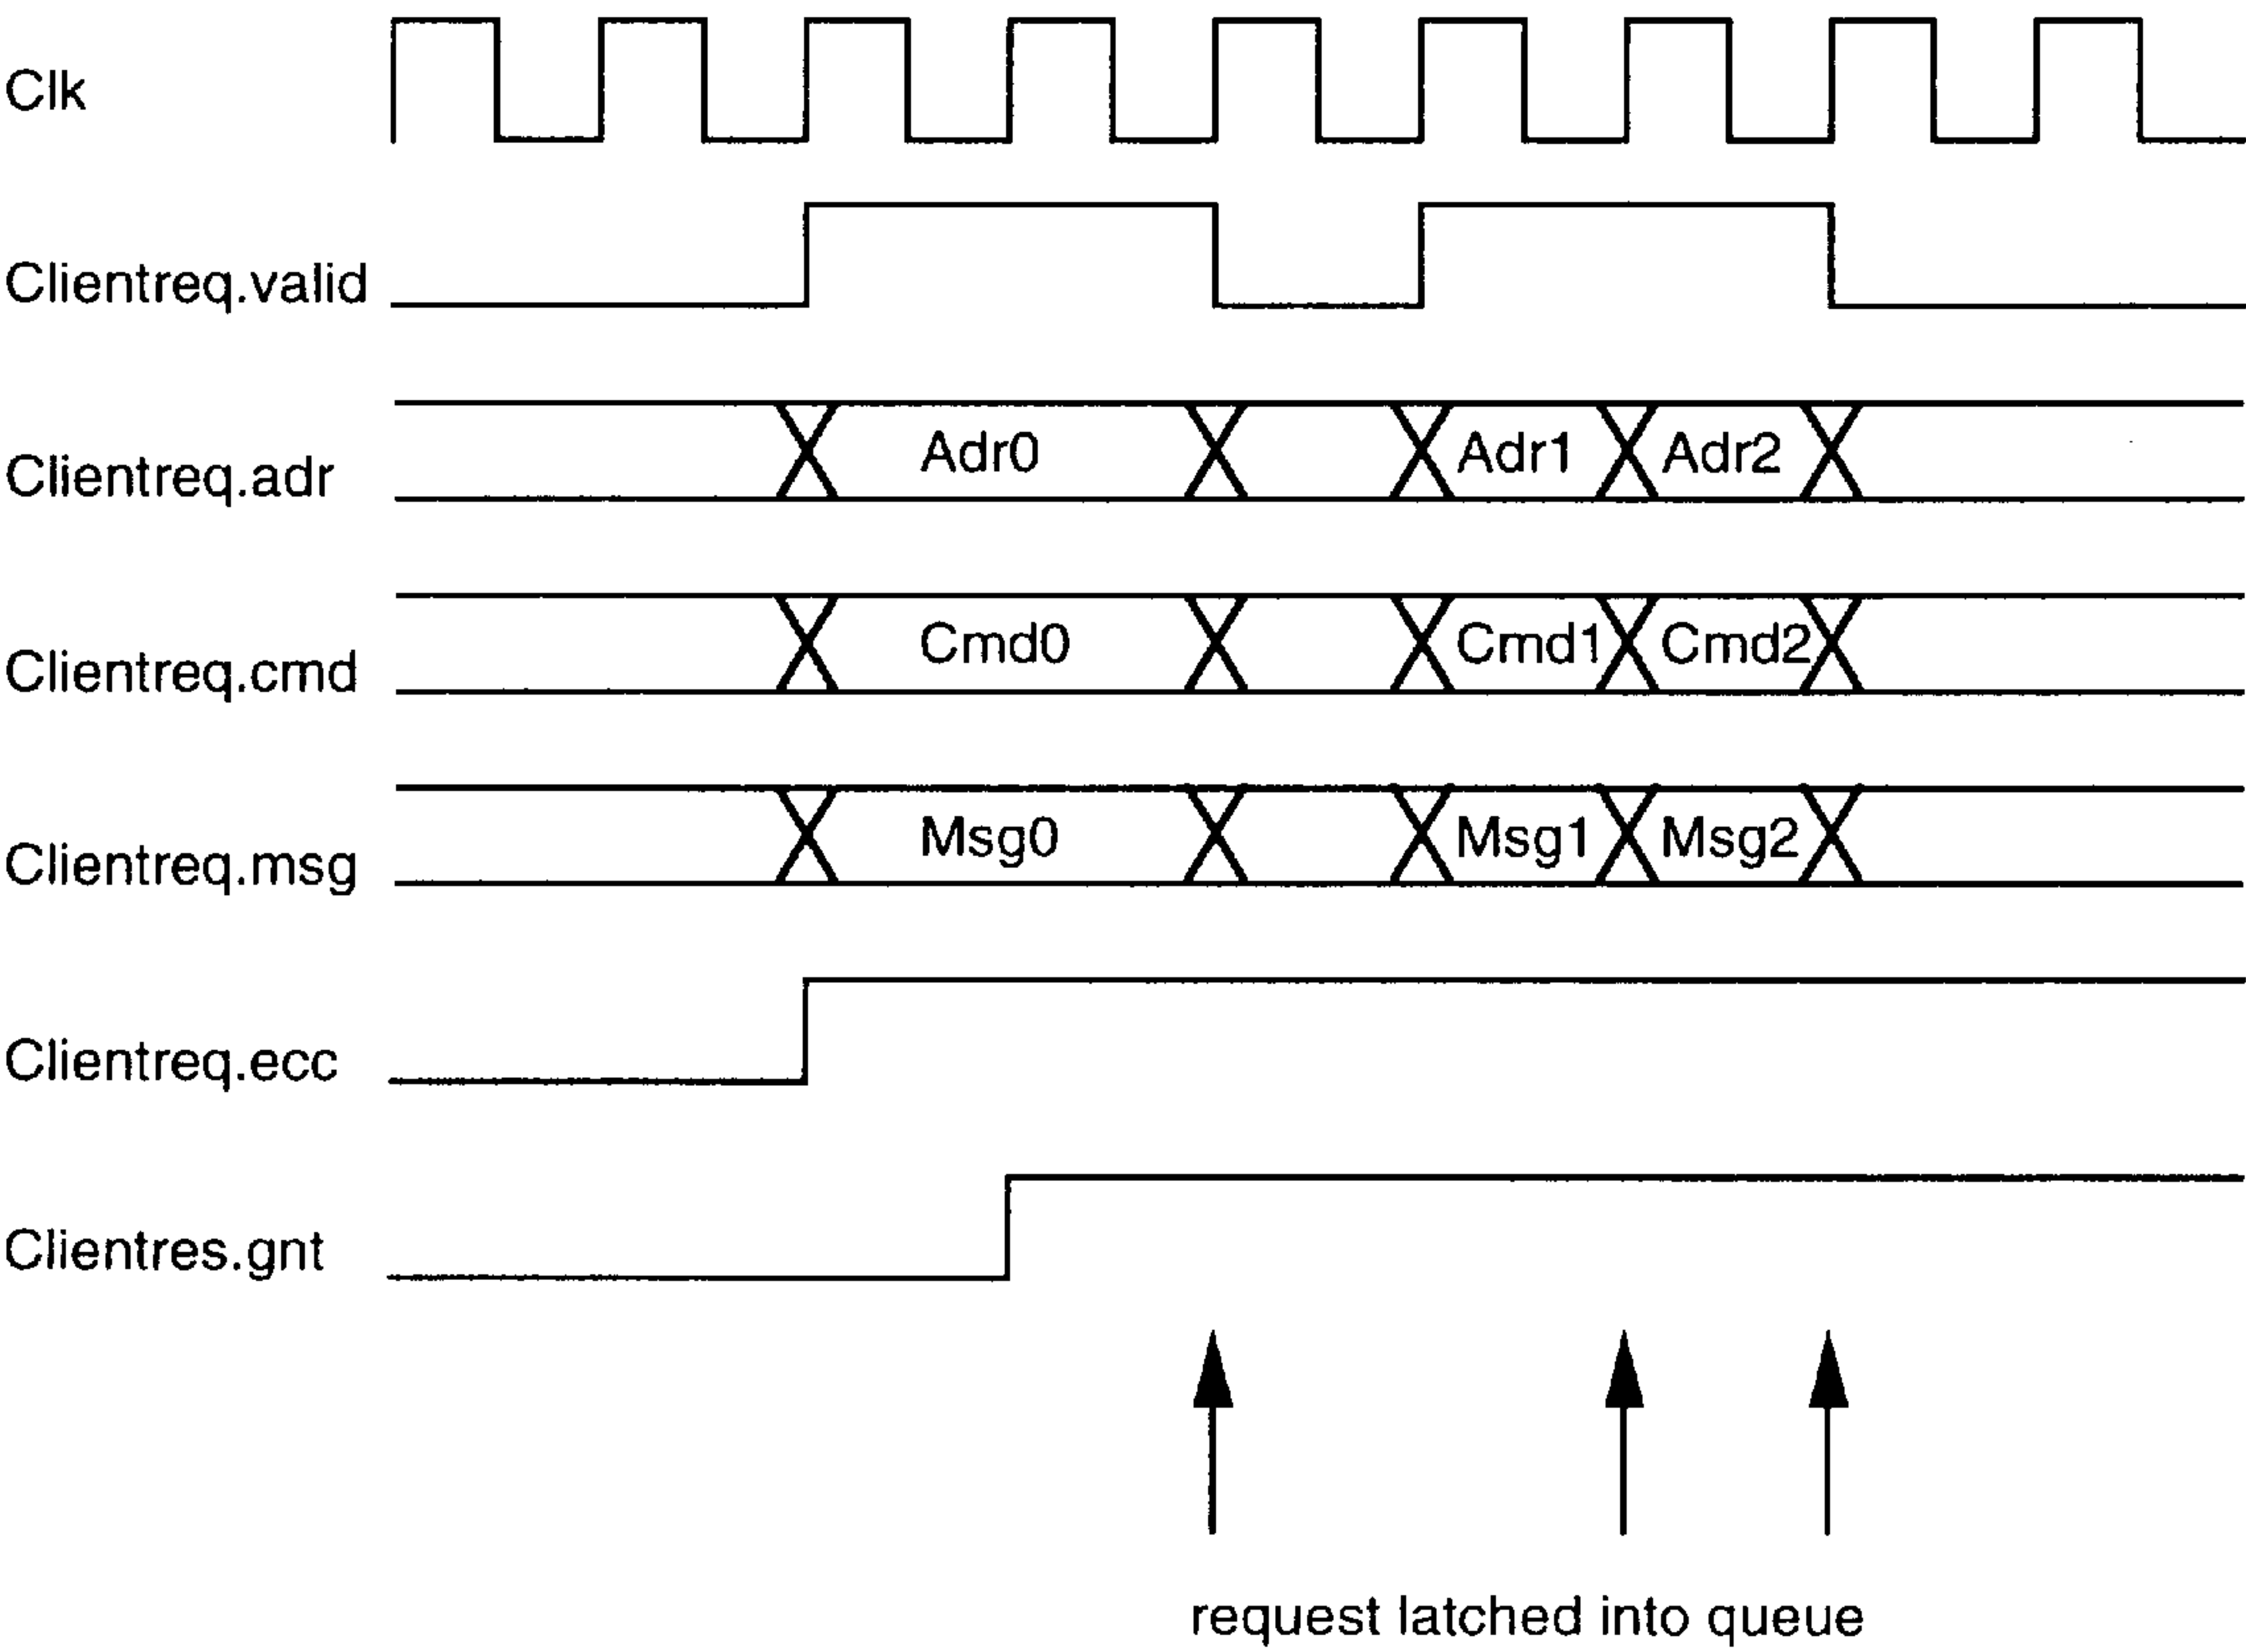 Clk
Clientreq.valid
Clientreq.adr
Adr0 Adr1 Adr2
Clientreq.cmd
Cmd0 Cmd1 Cmd2
Clientreq.msg
Msg0 Msg1 Msg2
Clientreq.ecc
Clientres.gnt
request latched into queue